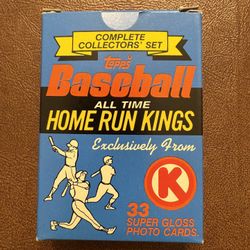 COMPLETE
COLLECTORS' SET
Topps
Baseball
ALL TIME
HOME RUN KINGS
Exclusively From
K
33
SUPER GLOSS
PHOTO CARDS.